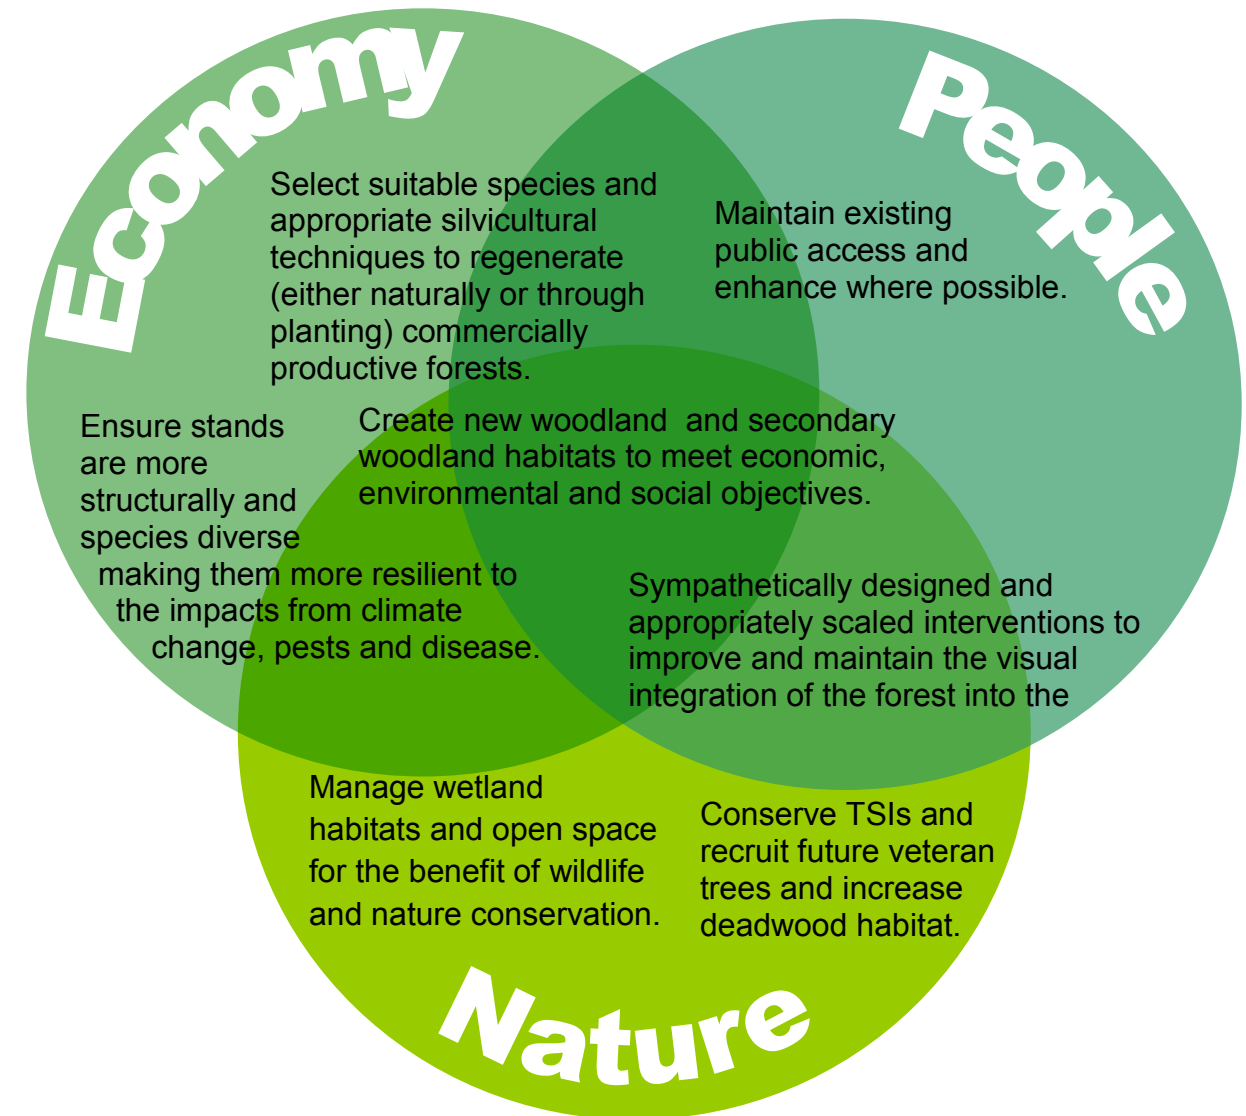 Economy
People
Select suitable species and
appropriate silvicultural
techniques to regenerate
(either naturally or through
planting) commercially
productive forests.
Maintain existing
public access and
enhance where possible.
Ensure stands
are more
structurally and
species diverse
making them more resilient to
the impacts from climate
change, pests and disease.
Create new woodland and secondary
woodland habitats to meet economic,
environmental and social objectives.
Sympathetically designed and
appropriately scaled interventions to
improve and maintain the visual
integration of the forest into the
Manage wetland
habitats and open space
for the benefit of wildlife
and nature conservation.
Conserve TSIs and
recruit future veteran
trees and increase
deadwood habitat.
Nature